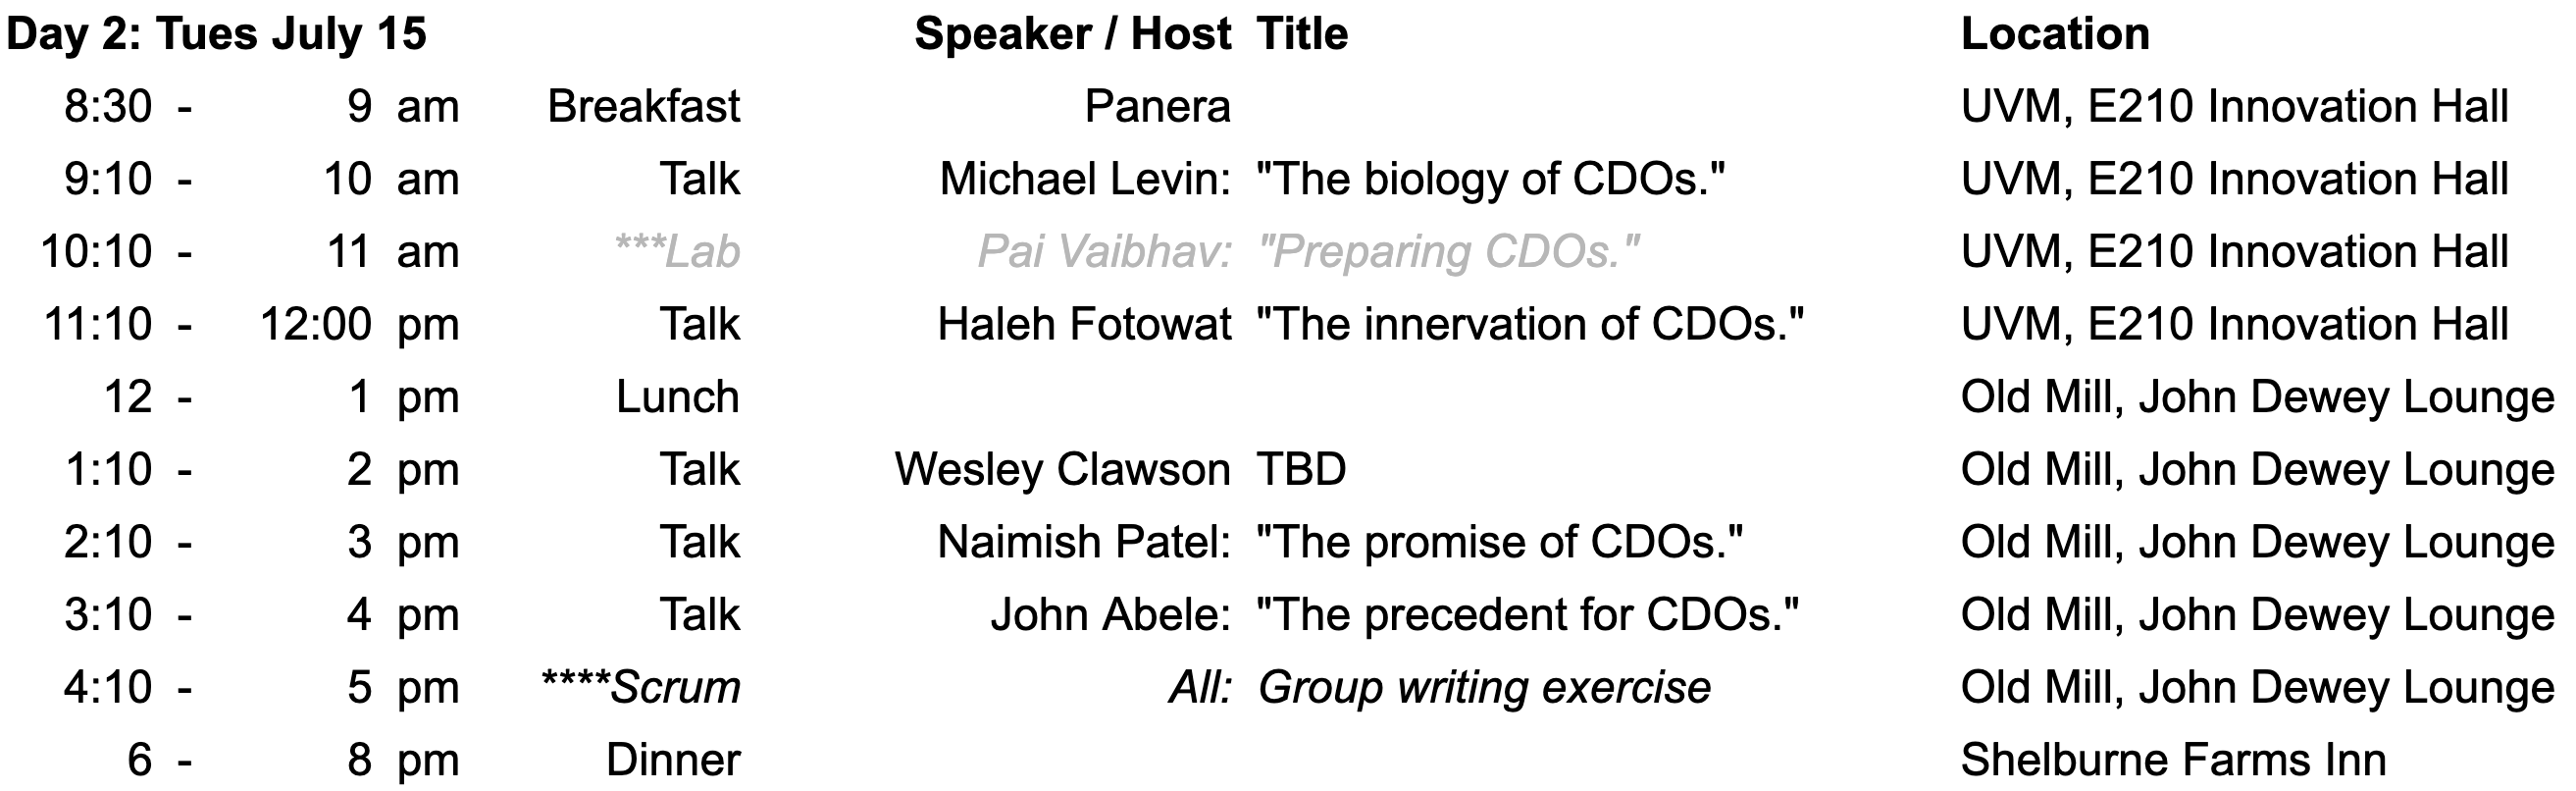 Day 2: Tues July 15 Speaker / Host Title Location
8:30 - 9 am Breakfast Panera UVM, E210 Innovation Hall
9:10 - 10 am Talk Michael Levin: "The biology of CDOs." UVM, E210 Innovation Hall
10:10 - 11 am ***Lab Pai Vaibhav: "Preparing CDOs." UVM, E210 Innovation Hall
11:10 - 12:00 pm Talk Haleh Fotowat "The innervation of CDOs." UVM, E210 Innovation Hall
12 - 1 pm Lunch Old Mill, John Dewey Lounge
1:10 - 2 pm Talk Wesley Clawson TBD Old Mill, John Dewey Lounge
2:10 - 3 pm Talk Naimish Patel: "The promise of CDOs." Old Mill, John Dewey Lounge
3:10 - 4 pm Talk John Abele: "The precedent for CDOs." Old Mill, John Dewey Lounge
4:10 - 5 pm ****Scrum All: Group writing exercise Old Mill, John Dewey Lounge
6 - 8 pm Dinner Shelburne Farms Inn